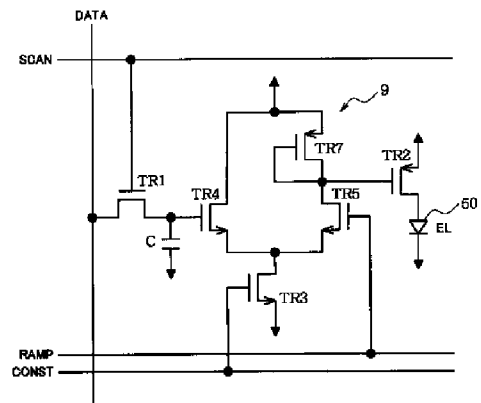 DATA
SCAN
9
TR7
TR2
TR1
TR4
TR5
50
EL
C
TR3
RAMP
CONST